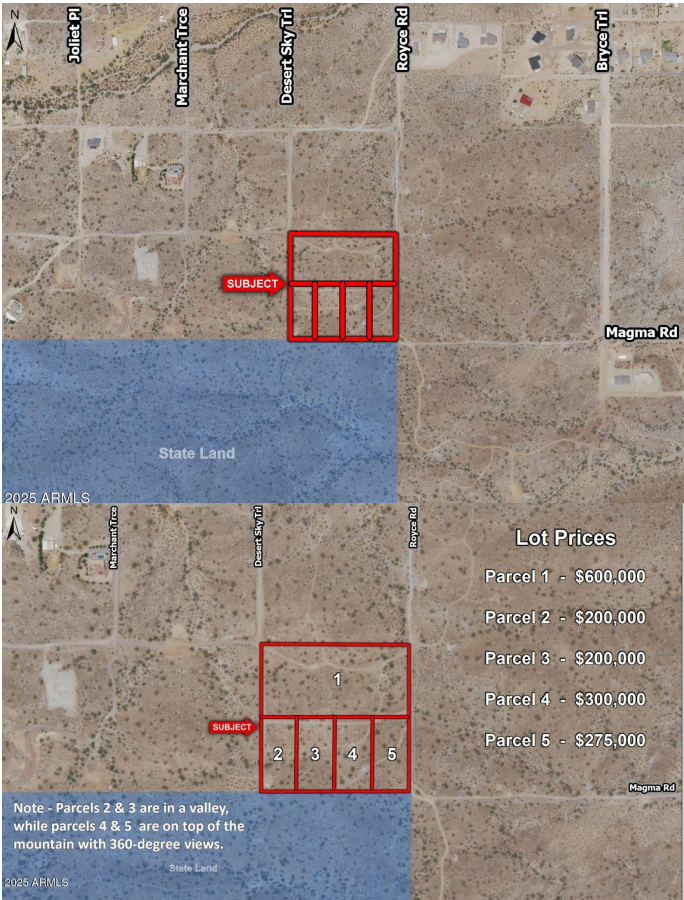 N
Joliet Pl
Marchant Trce
Desert Sky Trl
Royce Rd
Bryce Trl
SUBJECT
Magma Rd
State Land
2025 ARMLS
N
Marchant Trce
Desert Sky Trl
Royce Rd
Lot Prices
Parcel 1 - $600,000
Parcel 2 - $200,000
Parcel 3 - $200,000
Parcel 4 - $300,000
Parcel 5 - $275,000
1
SUBJECT
2 3 4 5
Magma Rd
Note - Parcels 2 & 3 are in a valley,
while parcels 4 & 5 are on top of the
mountain with 360-degree views.
State Land
2025 ARMLS